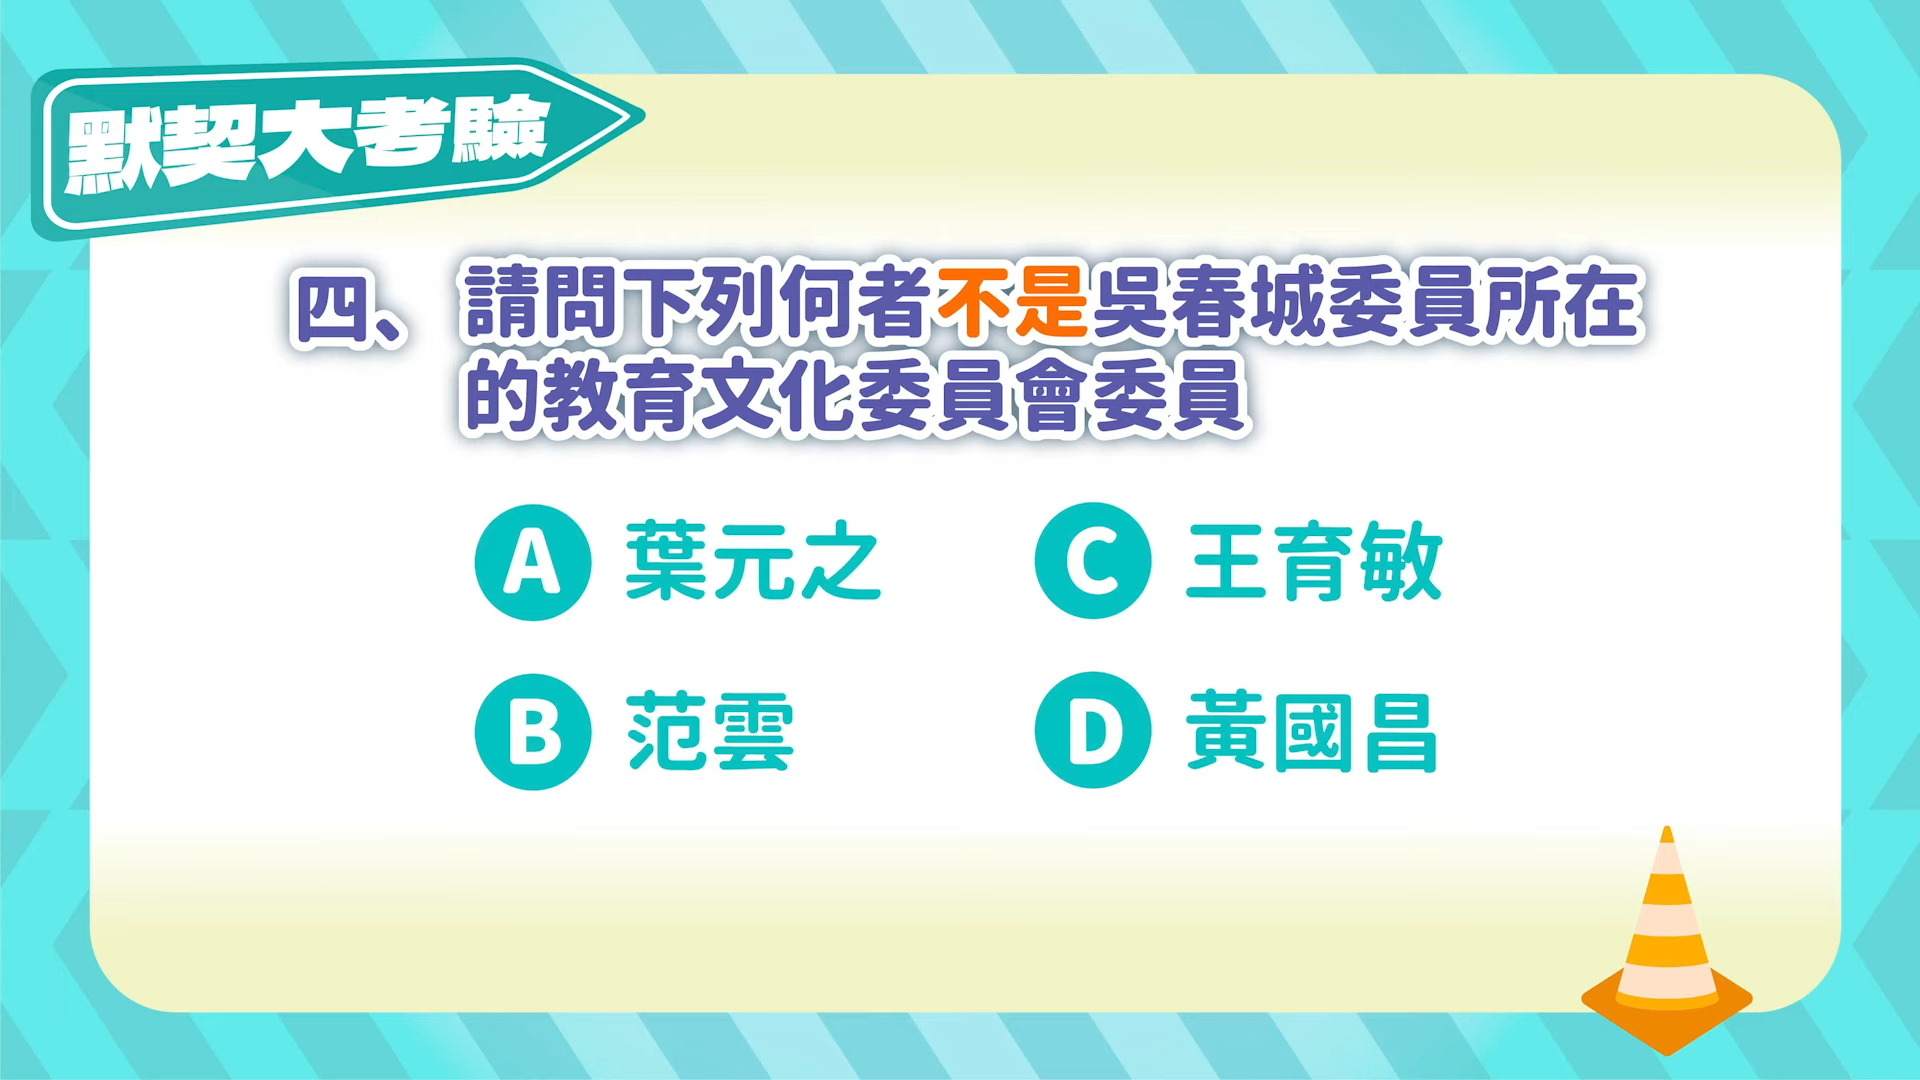 默契大考驗
四、請問下列何者不是吳春城委員所在
的教育文化委員會委員
A 葉元之
B 范雲
C 王育敏
D 黃國昌